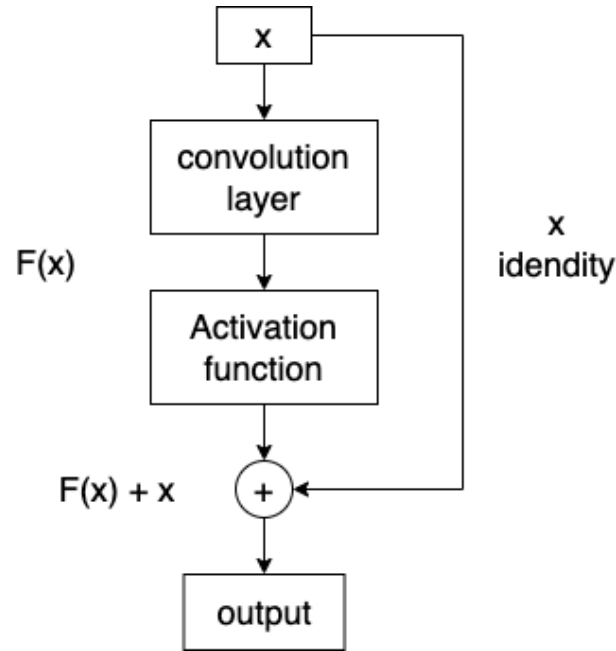 x
convolution
layer
F(x)
x
idendity
Activation
function
F(x) + x
+
output